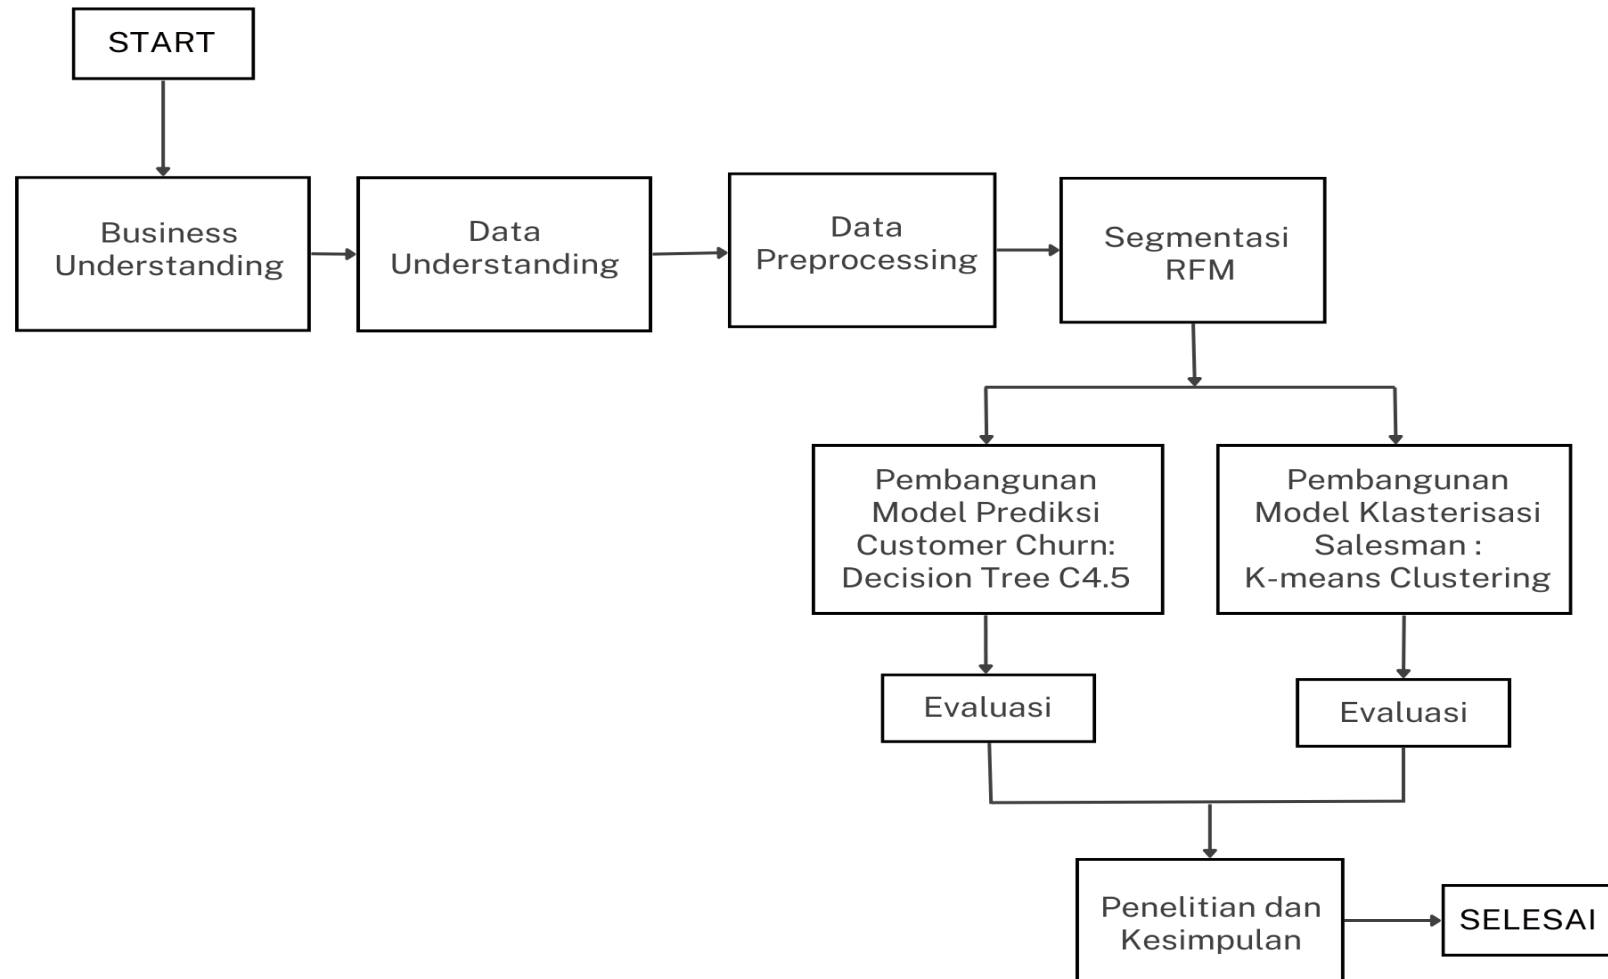 START
Business
Understanding
Data
Understanding
Data
Preprocessing
Segmentasi
RFM
Pembangunan
Model Prediksi
Customer Churn:
Decision Tree C4.5
Pembangunan
Model Klasterisasi
Salesman :
K-means Clustering
Evaluasi
Evaluasi
Penelitian dan
Kesimpulan
SELESAI